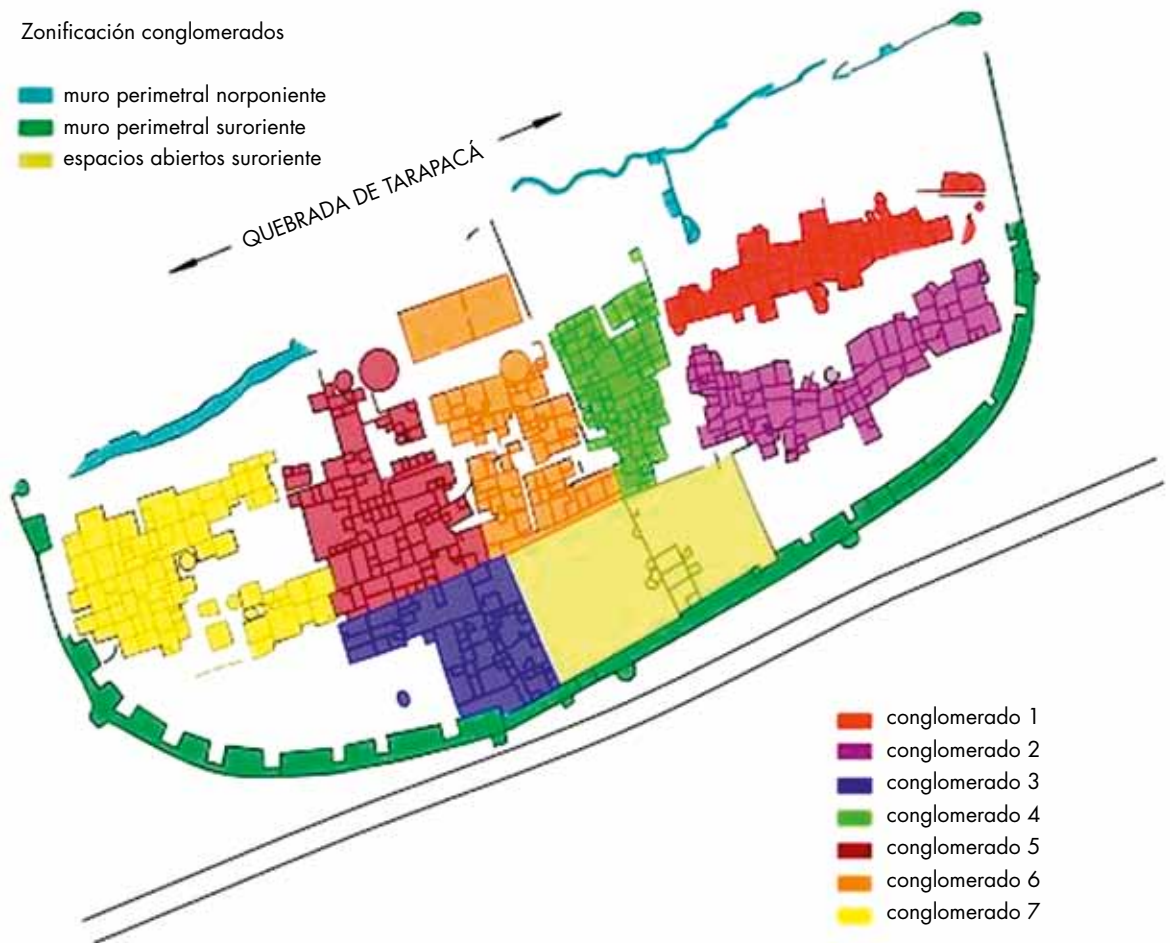 Zonificación conglomerados
muro perimetral norponiente
muro perimetral suroriente
espacios abiertos suroriente
QUEBRADA DE TARAPACÁ
conglomerado 1
conglomerado 2
conglomerado 3
conglomerado 4
conglomerado 5
conglomerado 6
conglomerado 7